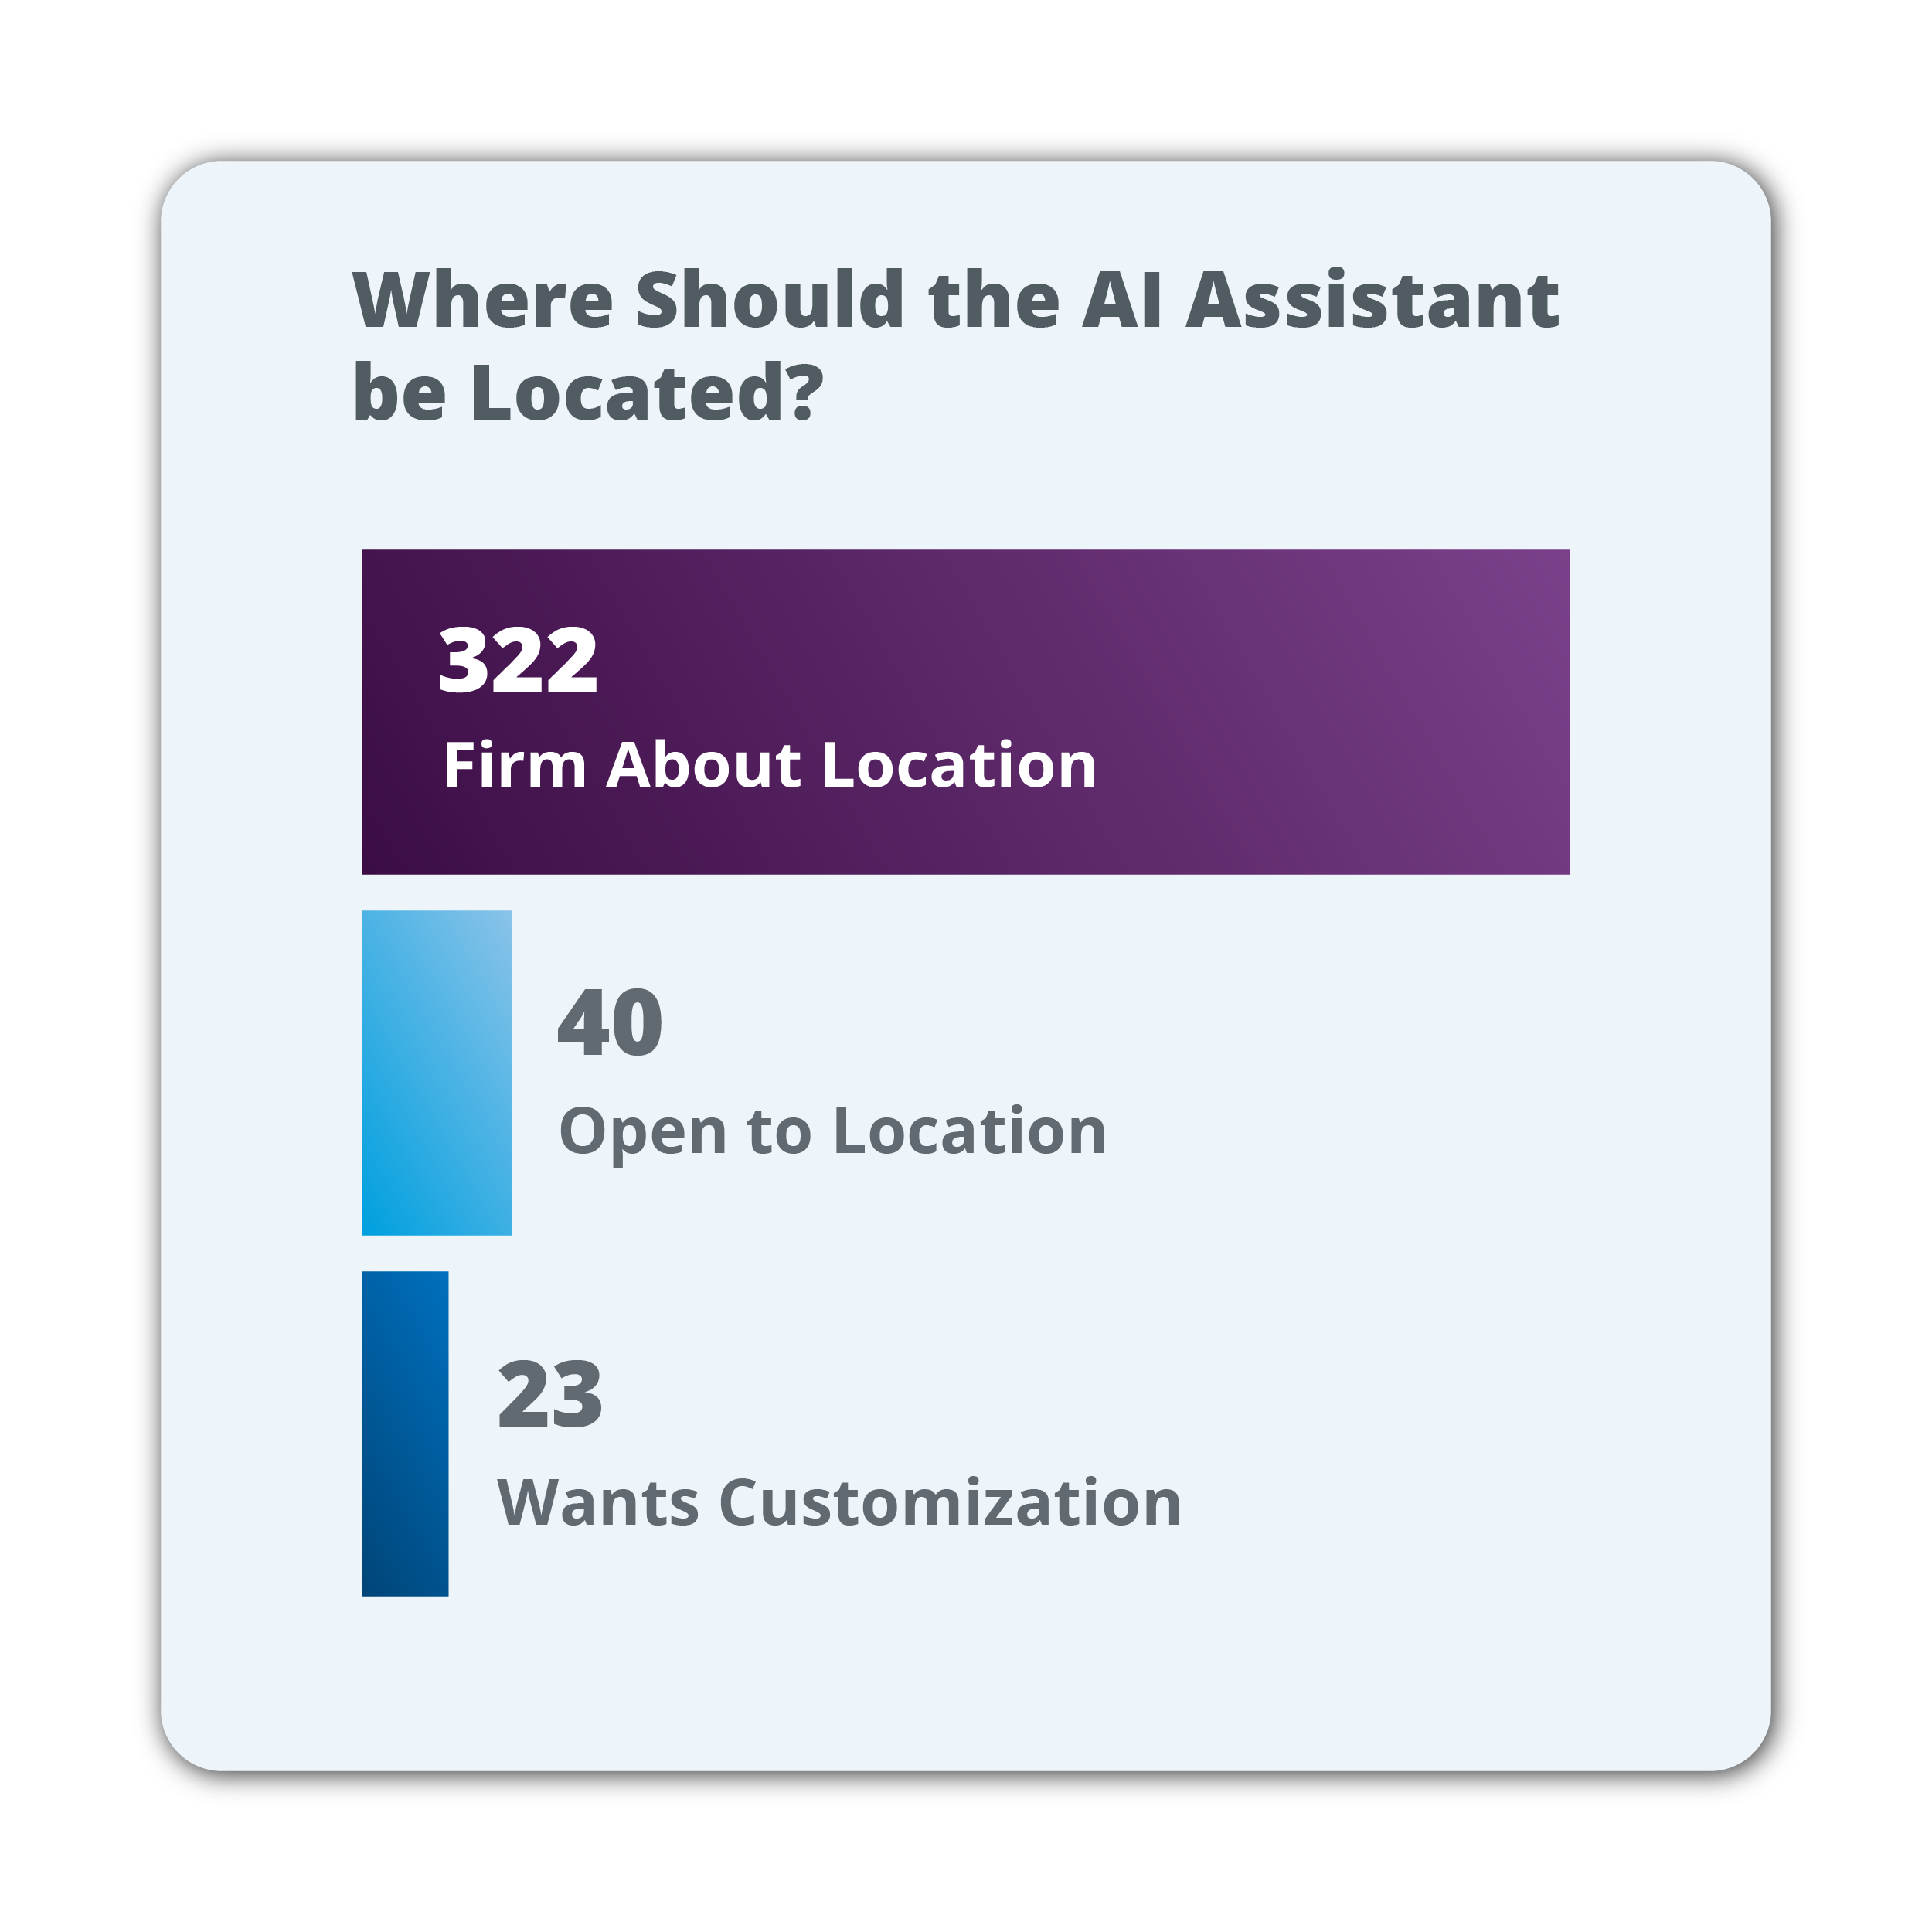 Where Should the AI Assistant
be Located?
322
Firm About Location
40
Open to Location
23
Wants Customization